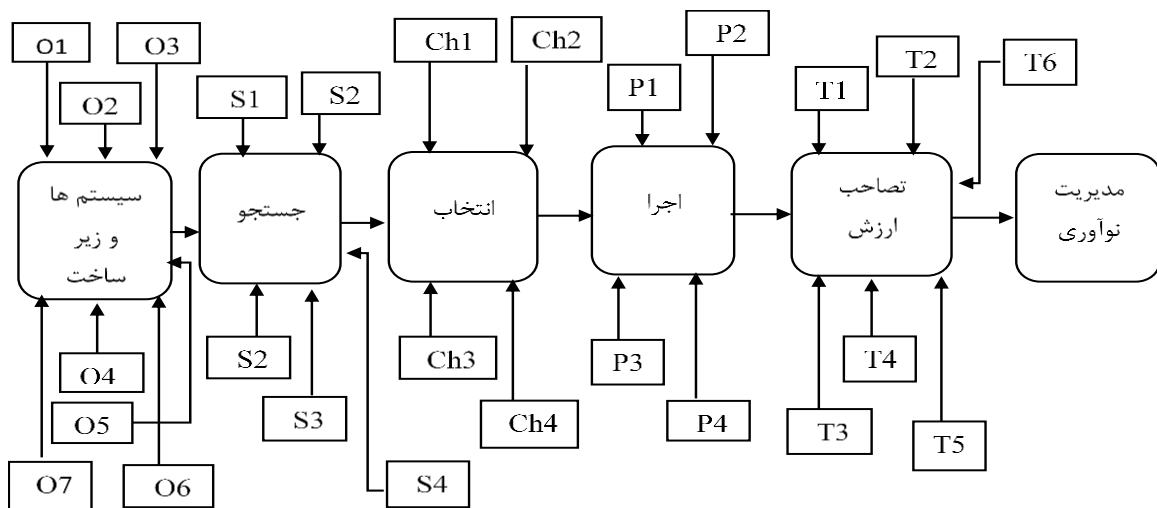 O1
O3
O2
S1
S2
Ch1
Ch2
P1
P2
T1
T2
T6
سیستم ها
و زیر
ساخت
جستجو
انتخاب
اجرا
تصاحب
ارزش
مدیریت
نوآوری
O4
O5
O7
O6
S2
S3
S4
Ch3
Ch4
P3
P4
T3
T4
T5